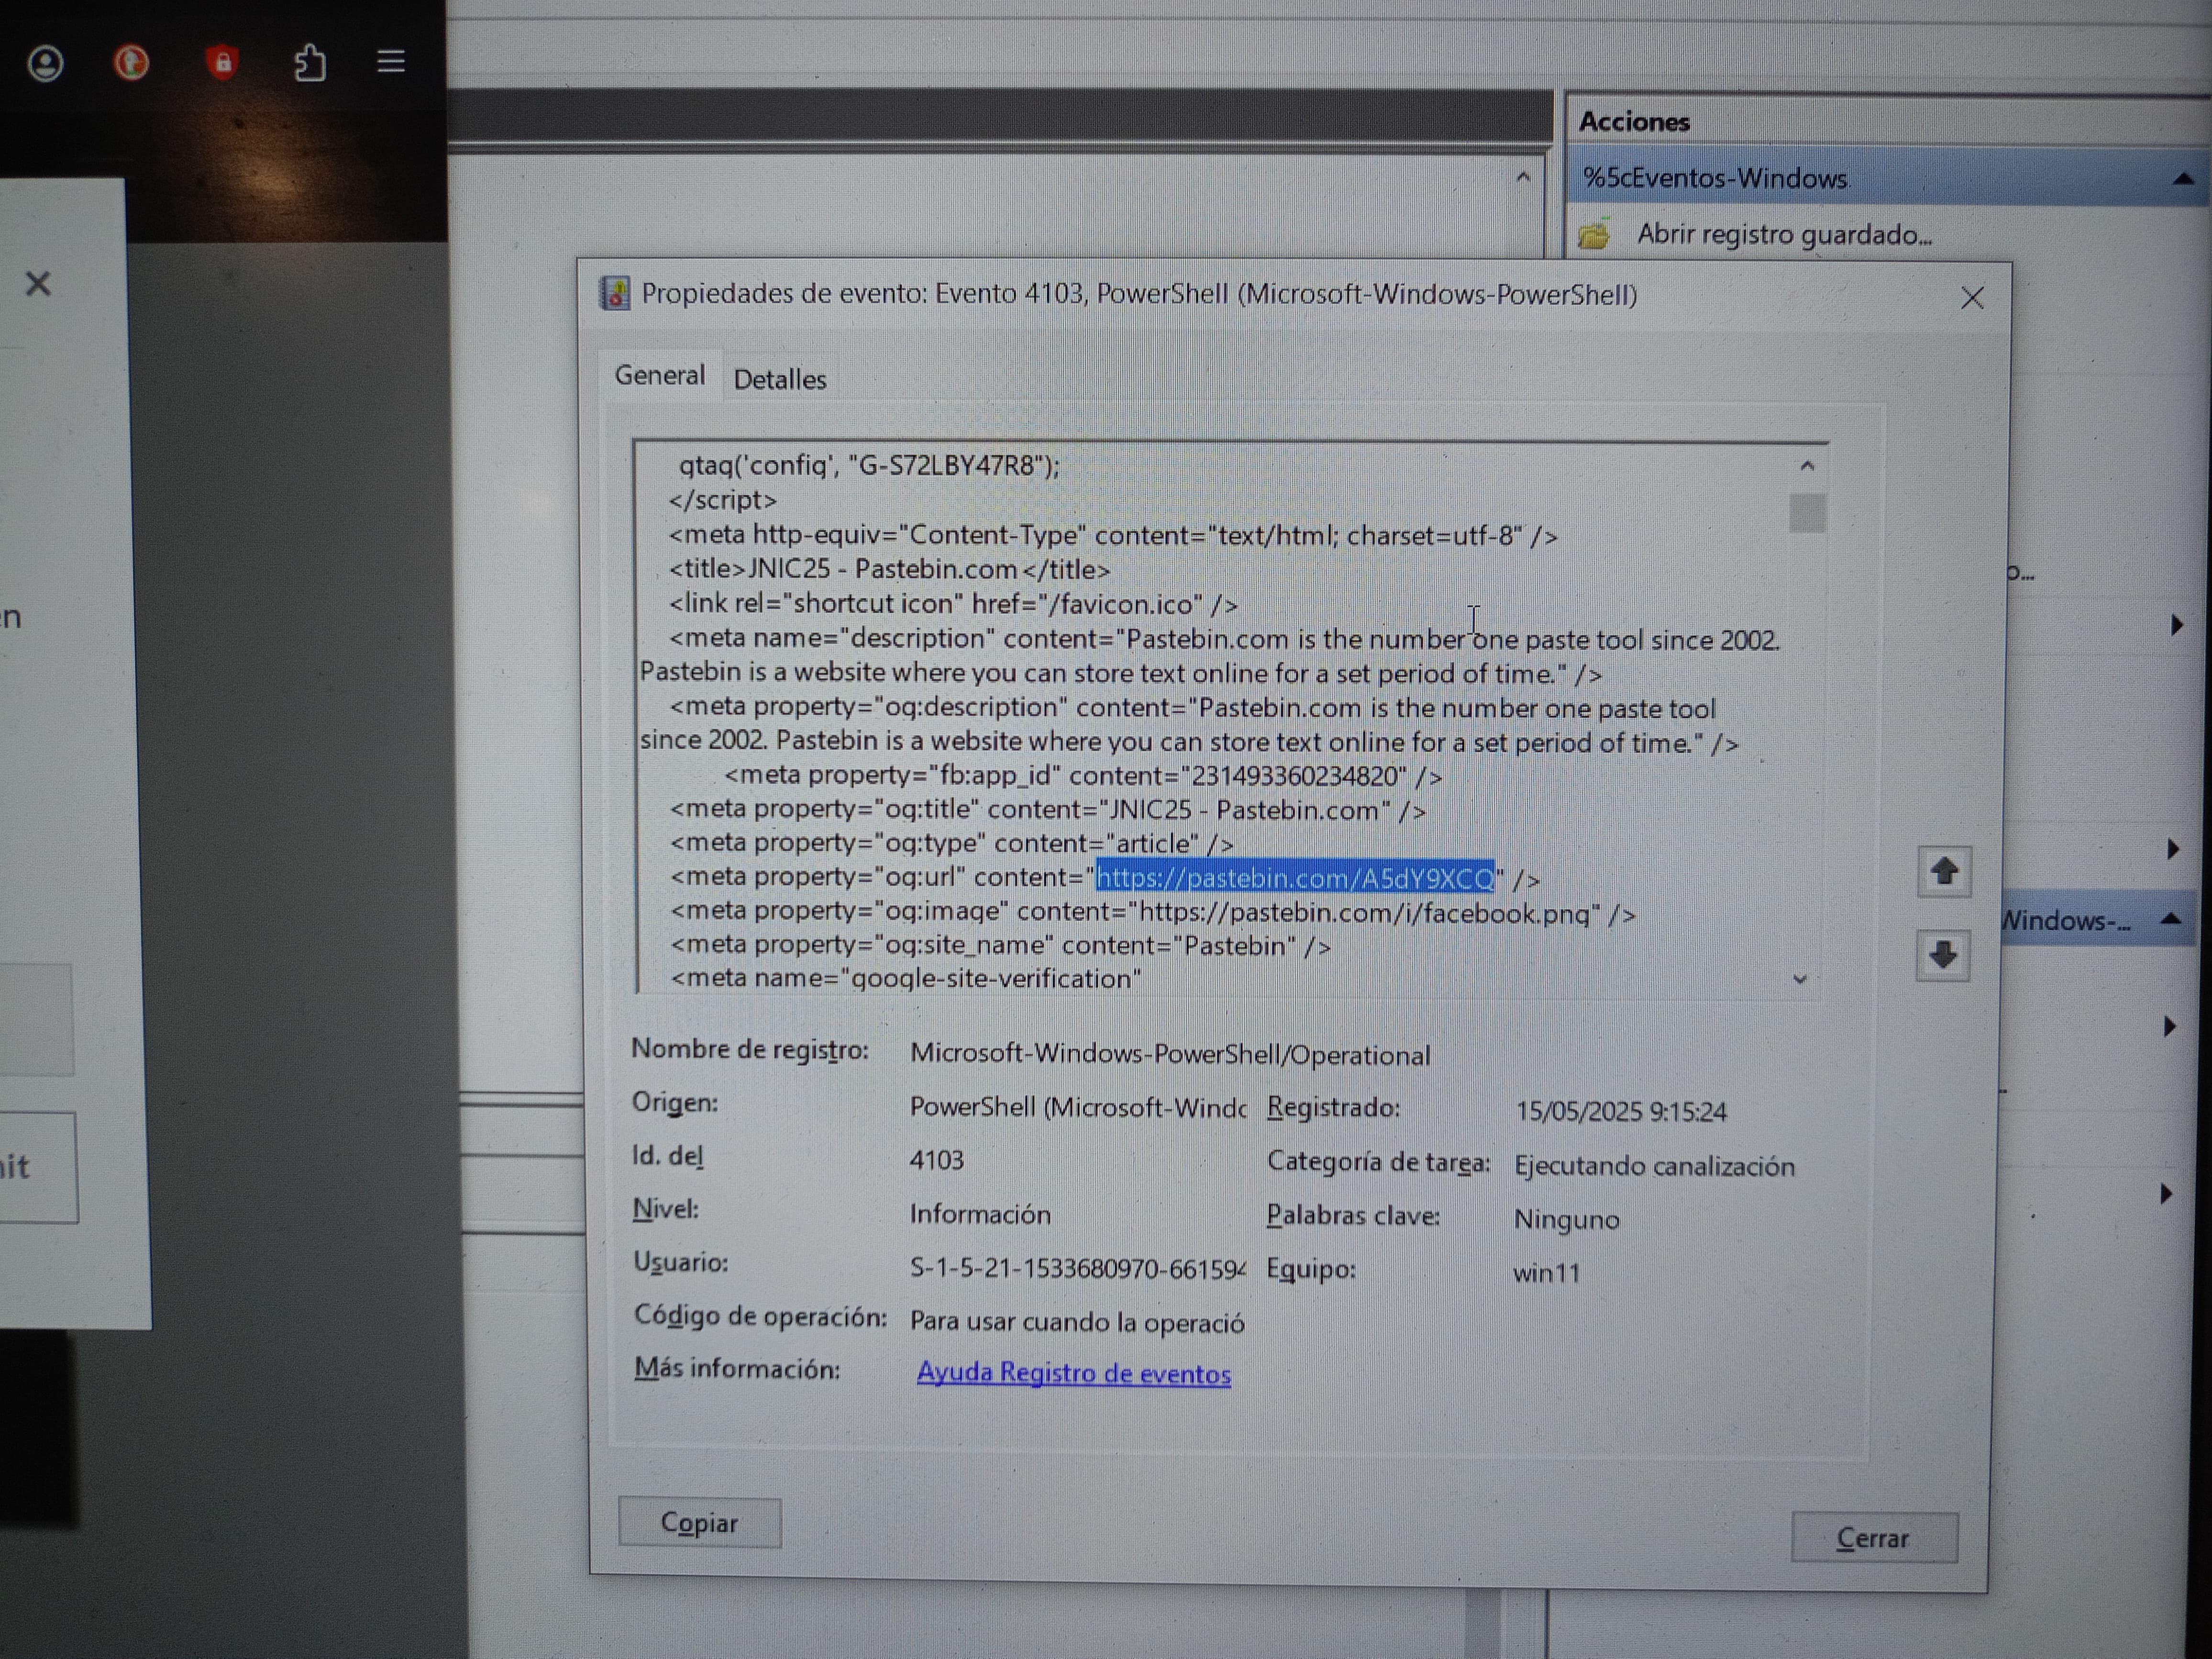 Acciones
%5cEventos-Windows
Abrir registro guardado...
Propiedades de evento: Evento 4103, PowerShell (Microsoft-Windows-PowerShell)
General
Detalles
gtag('config', "G-S72LBY47R8");
</script>
<meta http-equiv="Content-Type" content="text/html; charset=utf-8" />
<title>JNIC25 - Pastebin.com</title>
<link rel="shortcut icon" href="/favicon.ico" />
<meta name="description" content="Pastebin.com is the number one paste tool since 2002.
Pastebin is a website where you can store text online for a set period of time." />
<meta property="og:description" content="Pastebin.com is the number one paste tool
since 2002. Pastebin is a website where you can store text online for a set period of time." />
<meta property="fb:app_id" content="231493360234820" />
<meta property="og:title" content="JNIC25 - Pastebin.com" />
<meta property="og:type" content="article" />
<meta property="og:url" content="https://pastebin.com/A5dY9XCQ" />
<meta property="og:image" content="https://pastebin.com/i/facebook.png" />
<meta property="og:site_name" content="Pastebin" />
<meta name="google-site-verification"
Nombre de registro: Microsoft-Windows-PowerShell/Operational
Origen: PowerShell (Microsoft-Windo Registrado: 15/05/2025 9:15:24
Id. del 4103 Categoría de tarea: Ejecutando canalización
Nivel: Información Palabras clave: Ninguno
Usuario: S-1-5-21-1533680970-661594 Equipo: win11
Código de operación: Para usar cuando la operació
Más información: Ayuda Registro de eventos
Copiar
Cerrar
en
it
o...
Windows-...